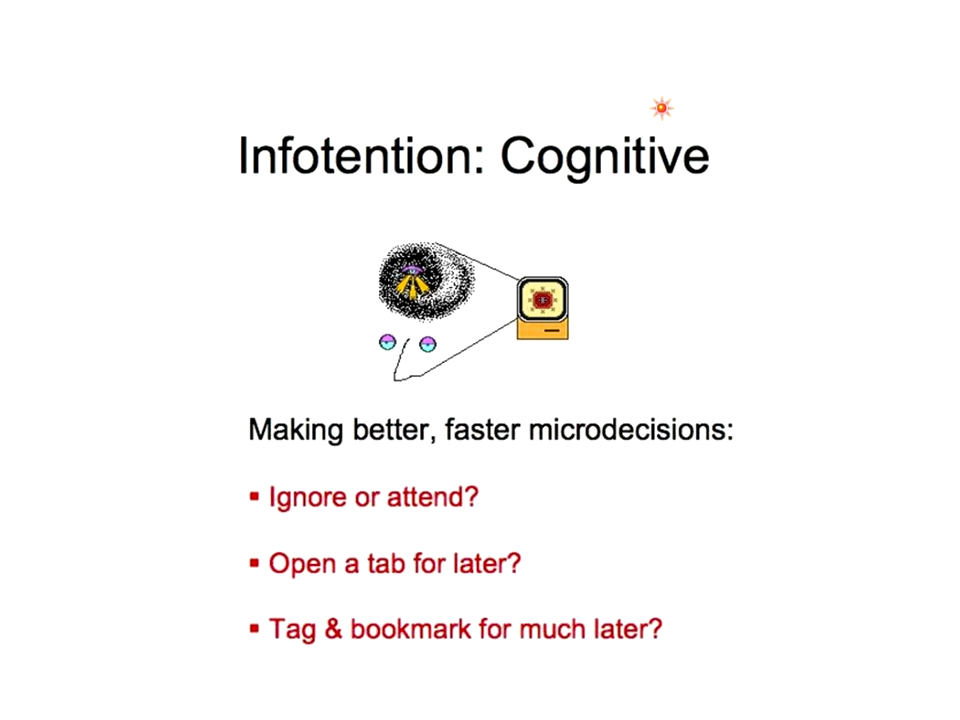 Infotention: Cognitive
Making better, faster microdecisions:
▪ Ignore or attend?
▪ Open a tab for later?
▪ Tag & bookmark for much later?